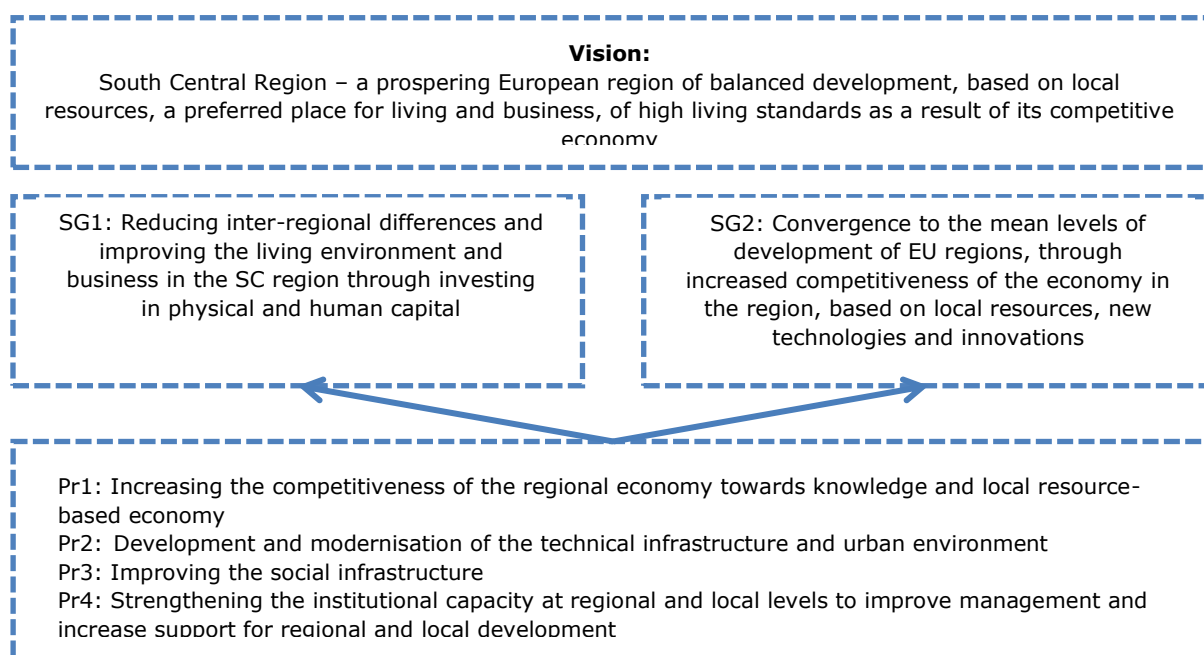 Vision:
South Central Region – a prospering European region of balanced development, based on local
resources, a preferred place for living and business, of high living standards as a result of its competitive
economy
SG1: Reducing inter-regional differences and
improving the living environment and
business in the SC region through investing
in physical and human capital
SG2: Convergence to the mean levels of
development of EU regions, through
increased competitiveness of the economy in
the region, based on local resources, new
technologies and innovations
Pr1: Increasing the competitiveness of the regional economy towards knowledge and local resource-
based economy
Pr2: Development and modernisation of the technical infrastructure and urban environment
Pr3: Improving the social infrastructure
Pr4: Strengthening the institutional capacity at regional and local levels to improve management and
increase support for regional and local development